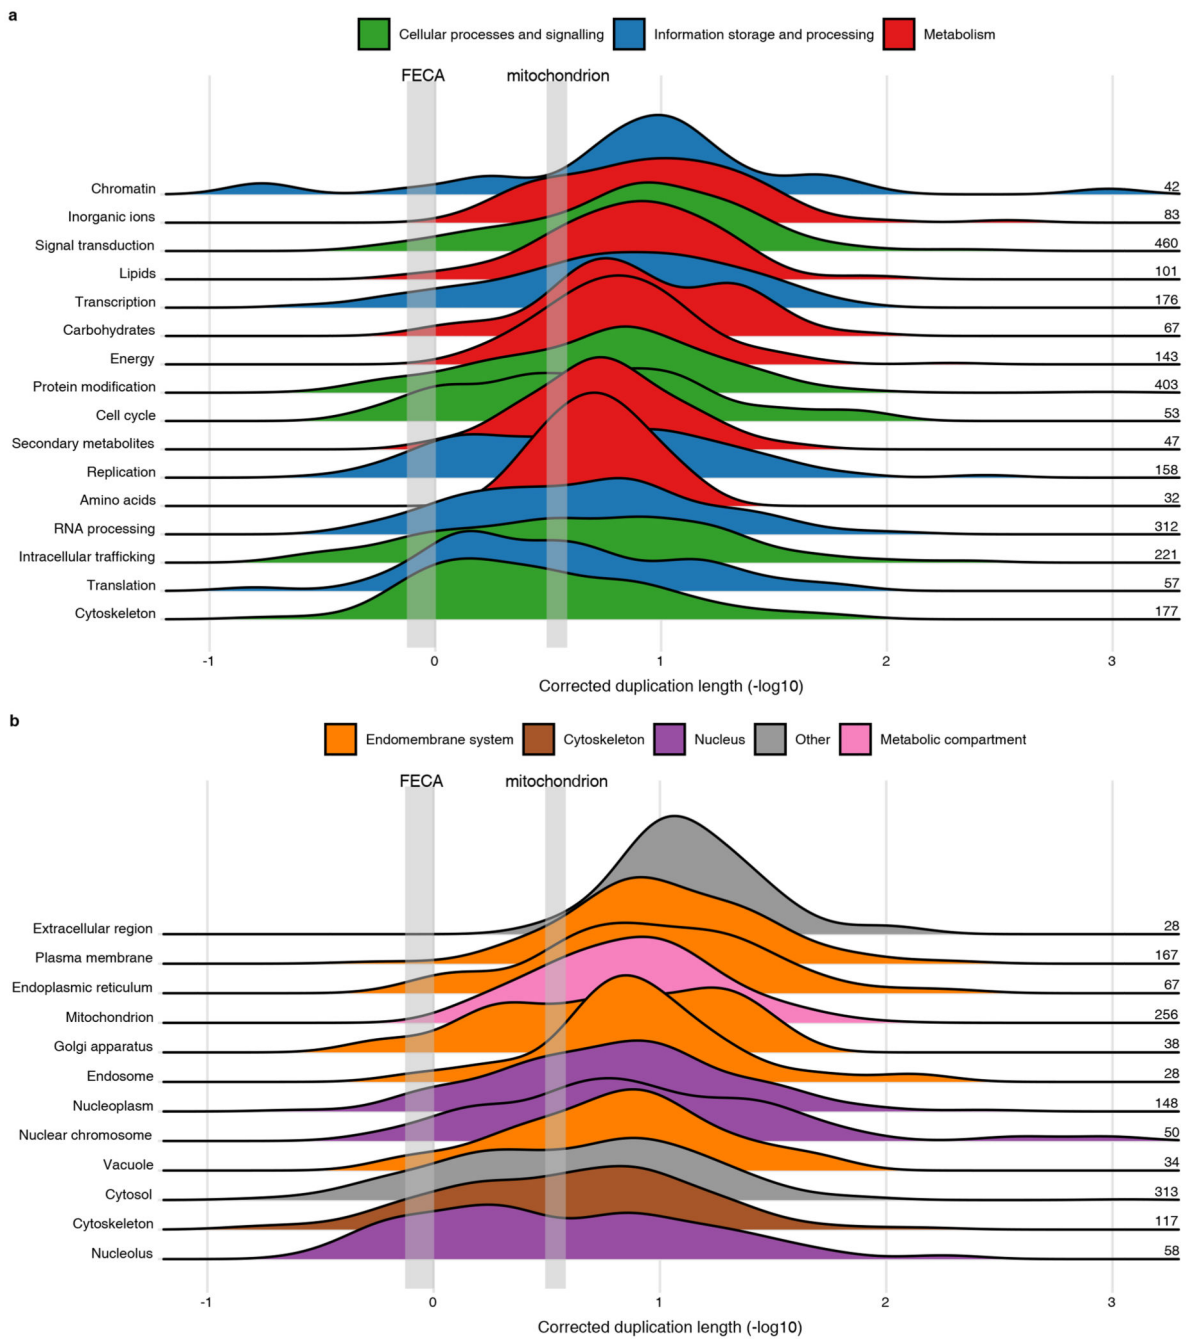 a
Cellular processes and signalling Information storage and processing Metabolism
FECA mitochondrion
Chromatin 42
Inorganic ions 83
Signal transduction 460
Lipids 101
Transcription 176
Carbohydrates 67
Energy 143
Protein modification 403
Cell cycle 53
Secondary metabolites 47
Replication 158
Amino acids 32
RNA processing 312
Intracellular trafficking 221
Translation 57
Cytoskeleton 177
-1 0 1 2 3
Corrected duplication length (-log10)
b
Endomembrane system Cytoskeleton Nucleus Other Metabolic compartment
FECA mitochondrion
Extracellular region 28
Plasma membrane 167
Endoplasmic reticulum 67
Mitochondrion 256
Golgi apparatus 38
Endosome 28
Nucleoplasm 148
Nuclear chromosome 50
Vacuole 34
Cytosol 313
Cytoskeleton 117
Nucleolus 58
-1 0 1 2 3
Corrected duplication length (-log10)